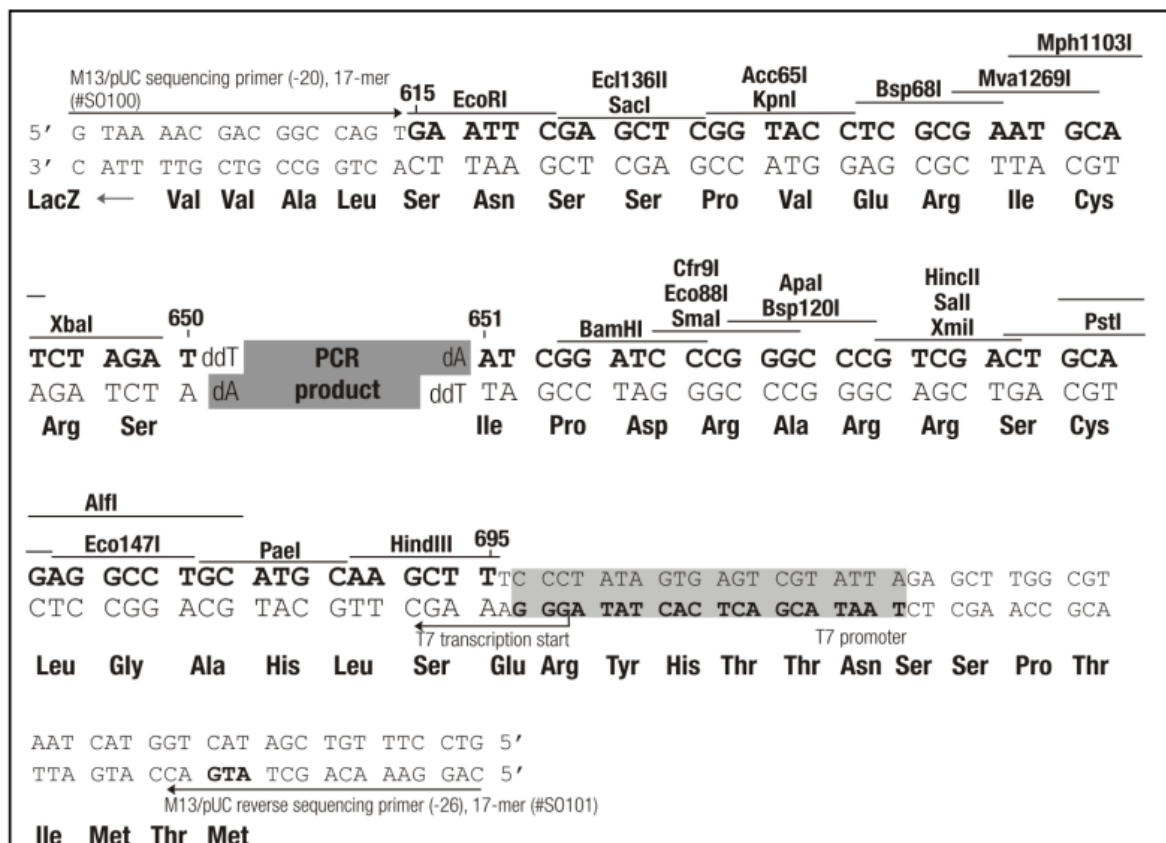 Mph1103I
M13/pUC sequencing primer (-20), 17-mer
(#SO100)
615
EcoRI
Ecl136II
SacI
Acc65I
KpnI
Bsp68I
Mva1269I
5′ G TAA AAC GAC GGC CAG TGA ATT CGA GCT CGG TAC CTC GCG AAT GCA
3′ C ATT TTG CTG CCG GTC ACT TAA GCT CGA GCC ATG GAG CGC TTA CGT
LacZ ← Val Val Ala Leu Ser Asn Ser Ser Pro Val Glu Arg Ile Cys
XbaI
650
651
BamHI
Cfr9I
Eco88I
SmaI
ApaI
Bsp120I
HincII
SalI
XmiI
PstI
TCT AGA T ddT PCR product dA AT CGG ATC CCG GGC CCG TCG ACT GCA
AGA TCT A dA ddT TA GCC TAG GGC CCG GGC AGC TGA CGT
Arg Ser Ile Pro Asp Arg Ala Arg Arg Ser Cys
AlfI
Eco147I
PaeI
HindIII
695
GAG GCC TGC ATG CAA GCT TTC CCT ATA GTG AGT CGT ATT AGA GCT TGG CGT
CTC CGG ACG TAC GTT CGA AAG GGA TAT CAC TCA GCA TAA TCT CGA ACC GCA
T7 transcription start
T7 promoter
Leu Gly Ala His Leu Ser Glu Arg Tyr His Thr Thr Asn Ser Ser Pro Thr
AAT CAT GGT CAT AGC TGT TTC CTG 5′
TTA GTA CCA GTA TCG ACA AAG GAC 5′
M13/pUC reverse sequencing primer (-26), 17-mer (#SO101)
Ile Met Thr Met